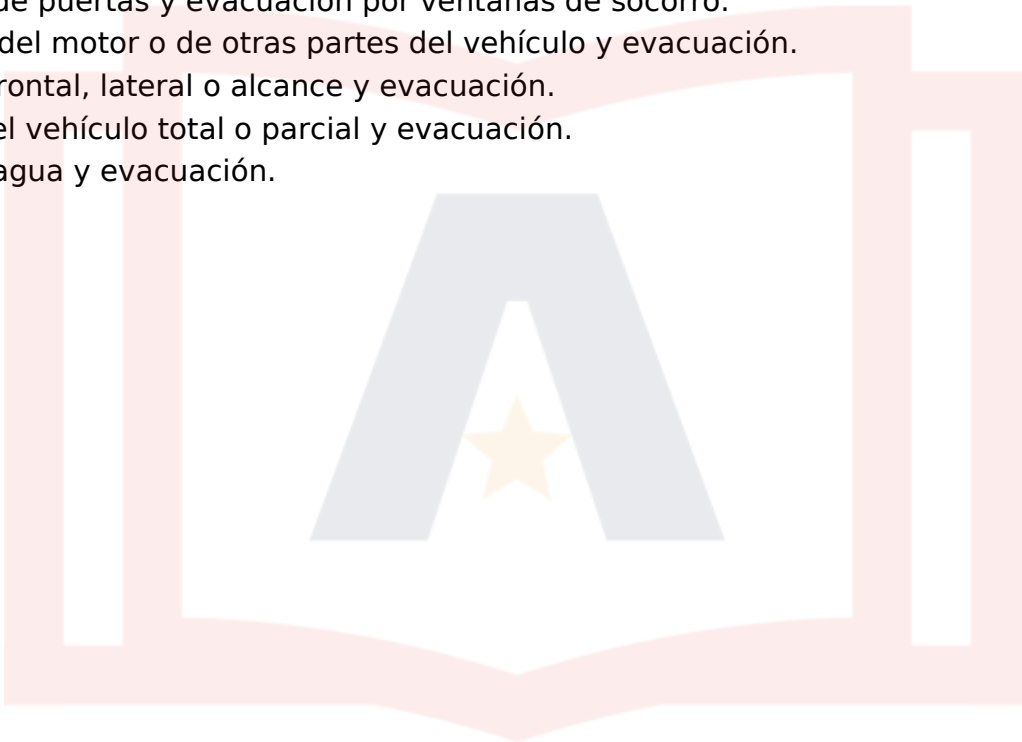 de puertas y evacuación por ventanas de socorro.
del motor o de otras partes del vehículo y evacuación.
rontal, lateral o alcance y evacuación.
el vehículo total o parcial y evacuación.
agua y evacuación.